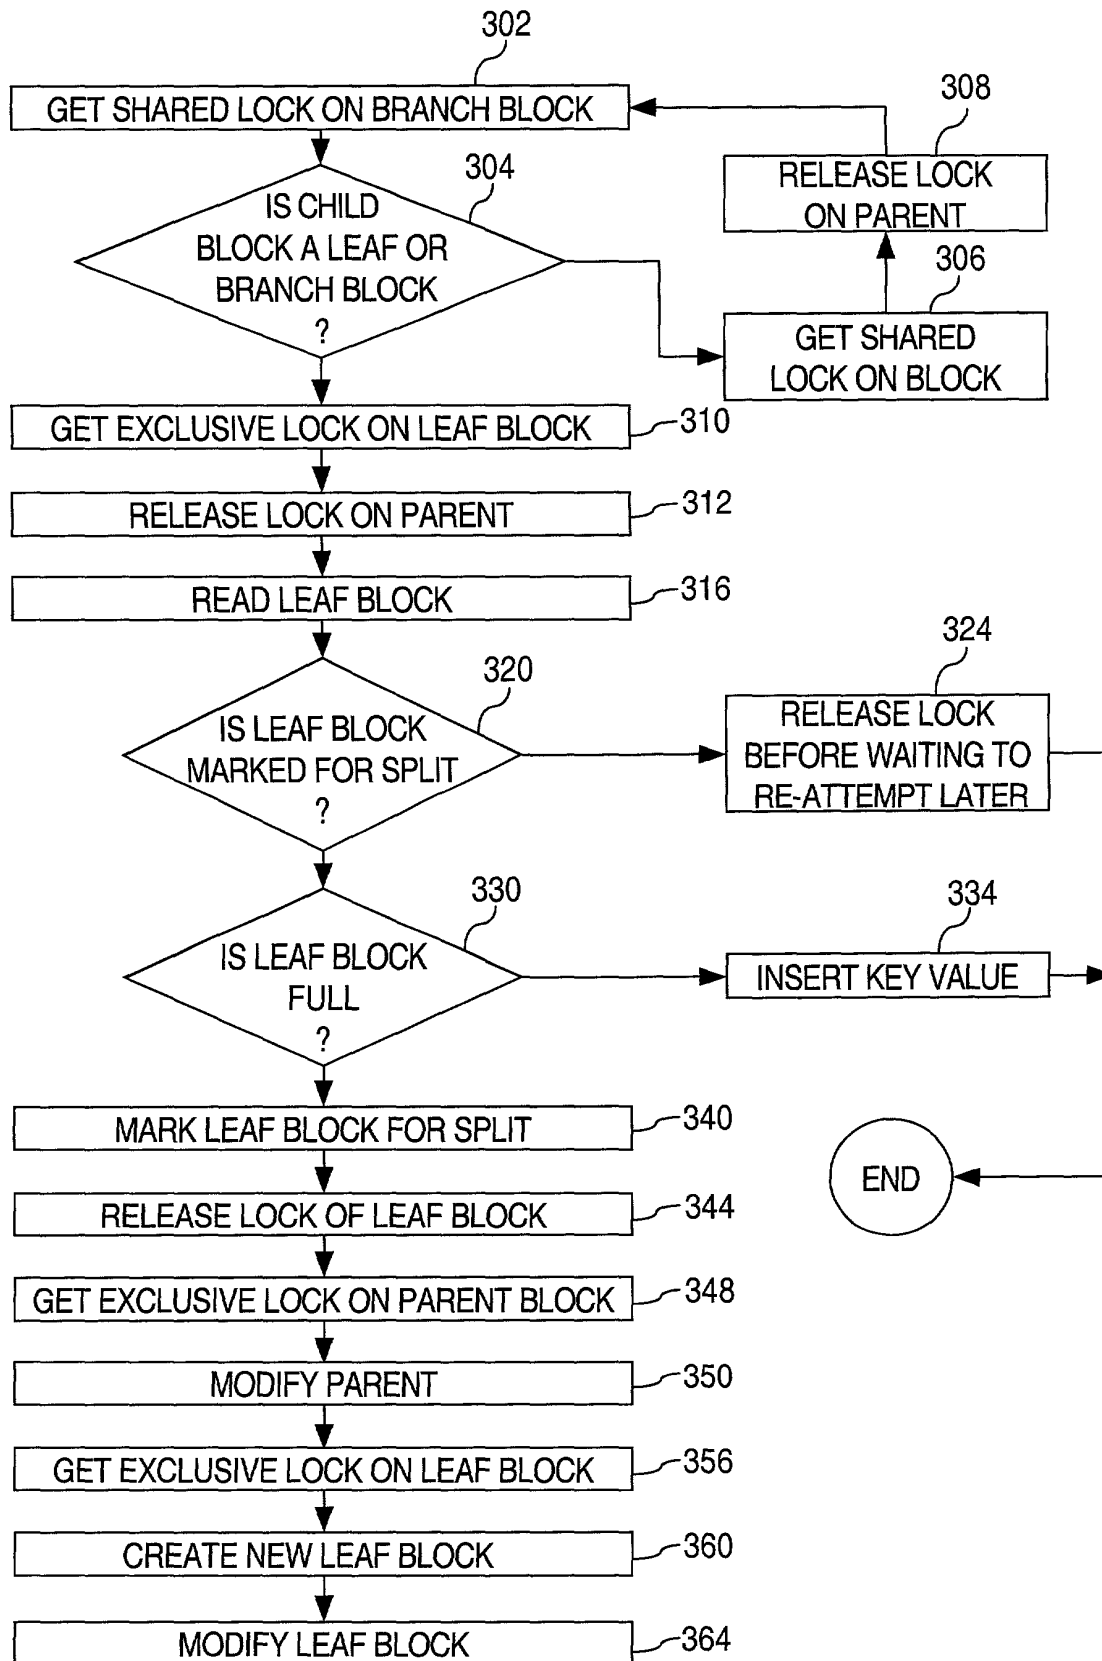 302
GET SHARED LOCK ON BRANCH BLOCK
308
RELEASE LOCK
ON PARENT
304
IS CHILD
BLOCK A LEAF OR
BRANCH BLOCK
?
306
GET SHARED
LOCK ON BLOCK
GET EXCLUSIVE LOCK ON LEAF BLOCK
310
RELEASE LOCK ON PARENT
312
READ LEAF BLOCK
316
320
IS LEAF BLOCK
MARKED FOR SPLIT
?
324
RELEASE LOCK
BEFORE WAITING TO
RE-ATTEMPT LATER
330
IS LEAF BLOCK
FULL
?
334
INSERT KEY VALUE
MARK LEAF BLOCK FOR SPLIT
340
END
RELEASE LOCK OF LEAF BLOCK
344
GET EXCLUSIVE LOCK ON PARENT BLOCK
348
MODIFY PARENT
350
GET EXCLUSIVE LOCK ON LEAF BLOCK
356
CREATE NEW LEAF BLOCK
360
MODIFY LEAF BLOCK
364